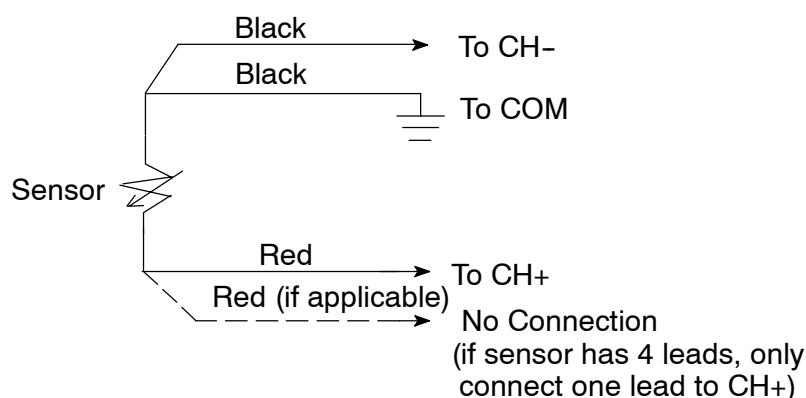 Black
To CH–
Black
To COM
Sensor
Red
To CH+
Red (if applicable)
No Connection
(if sensor has 4 leads, only
connect one lead to CH+)